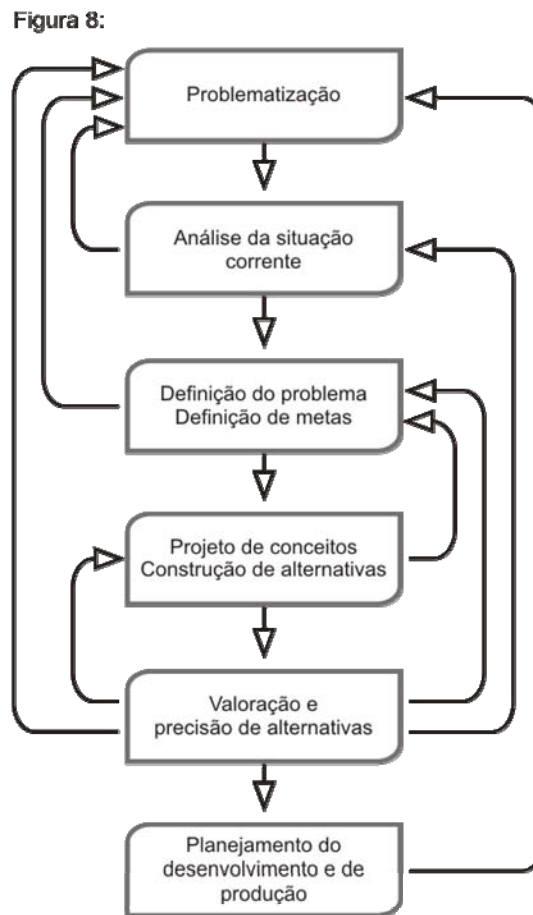 Figura 8:
Problematização
Análise da situação
corrente
Definição do problema
Definição de metas
Projeto de conceitos
Construção de alternativas
Valoração e
precisão de alternativas
Planejamento do
desenvolvimento e de
produção